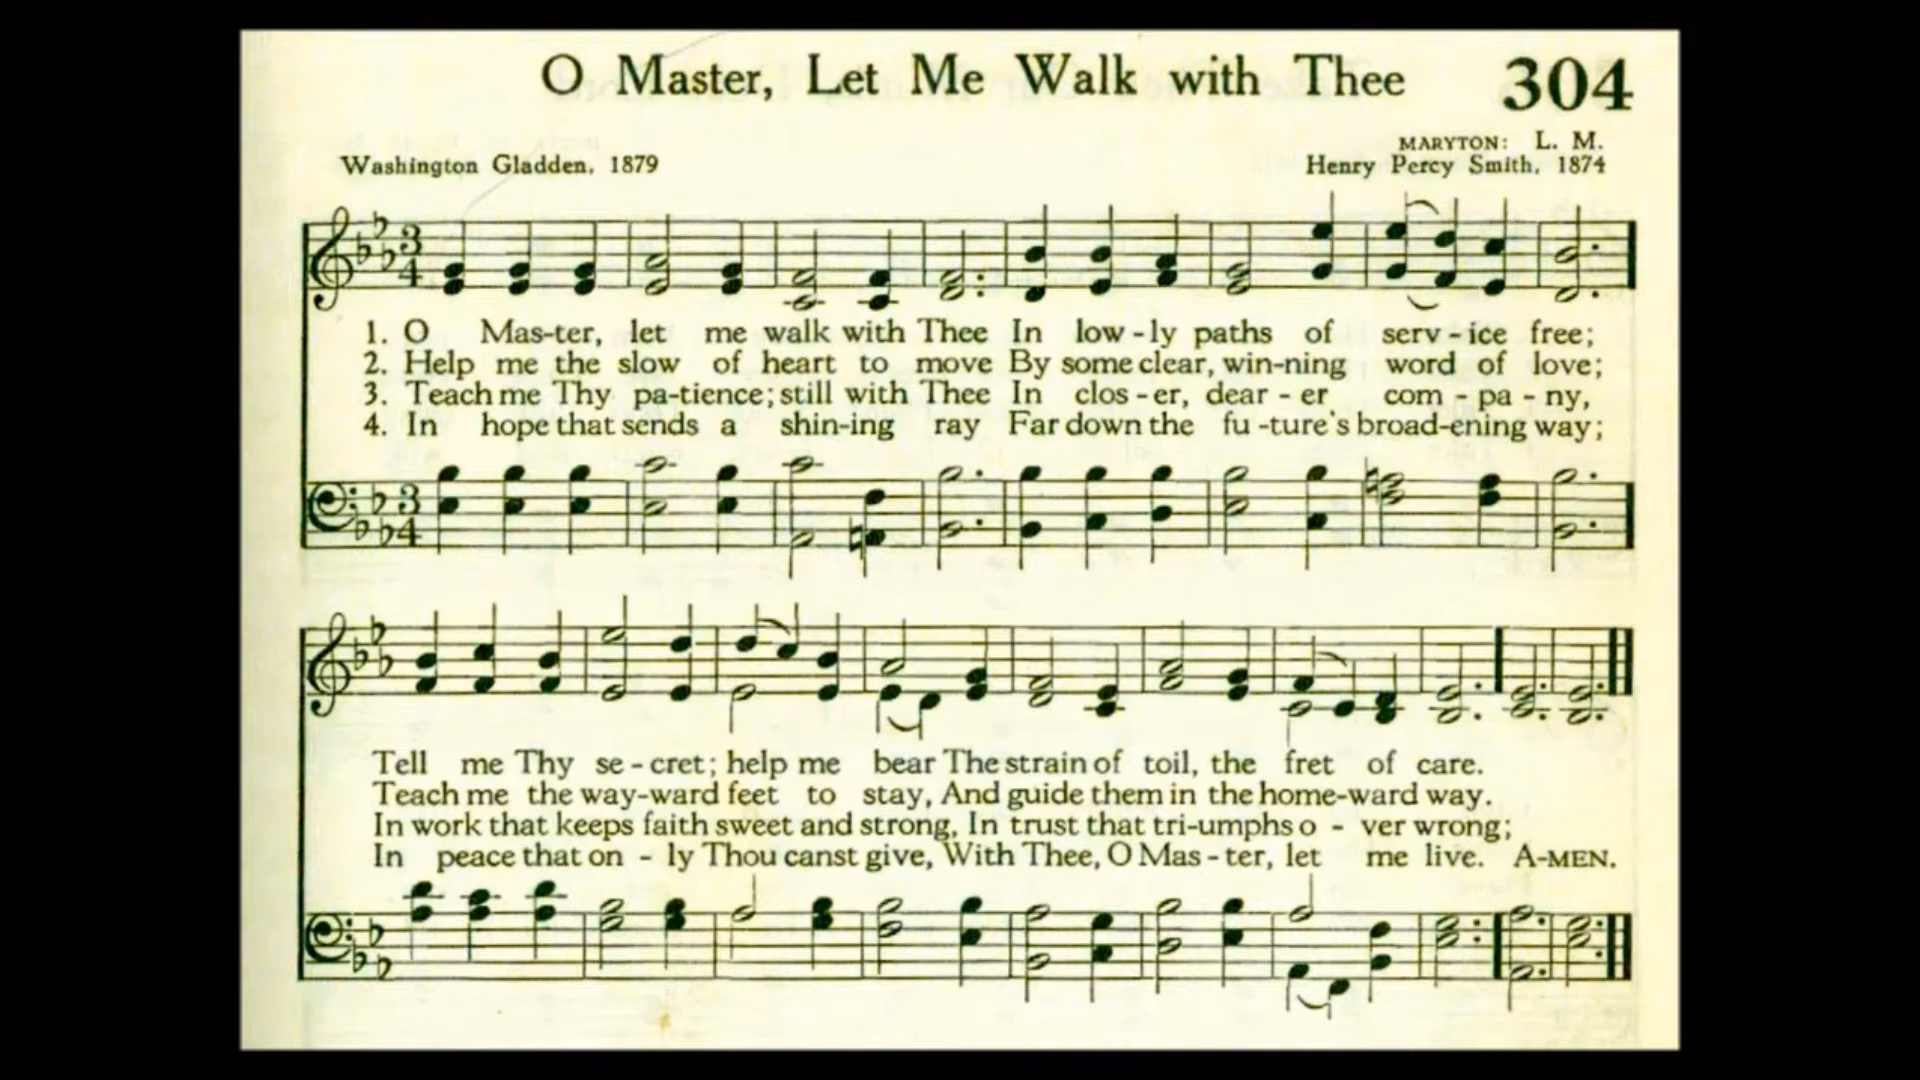 O Master, Let Me Walk with Thee 304
MARYTON: L. M.
Washington Gladden, 1879 Henry Percy Smith, 1874
3 4
1. O Mas-ter, let me walk with Thee In low-ly paths of serv-ice free;
2. Help me the slow of heart to move By some clear, win-ning word of love;
3. Teach me Thy pa-tience; still with Thee In clos-er, dear-er com-pa-ny,
4. In hope that sends a shin-ing ray Far down the fu-ture's broad-ening way;
3 4
Tell me Thy se-cret; help me bear The strain of toil, the fret of care.
Teach me the way-ward feet to stay, And guide them in the home-ward way.
In work that keeps faith sweet and strong, In trust that tri-umphs o-ver wrong;
In peace that on-ly Thou canst give, With Thee, O Mas-ter, let me live. A-MEN.